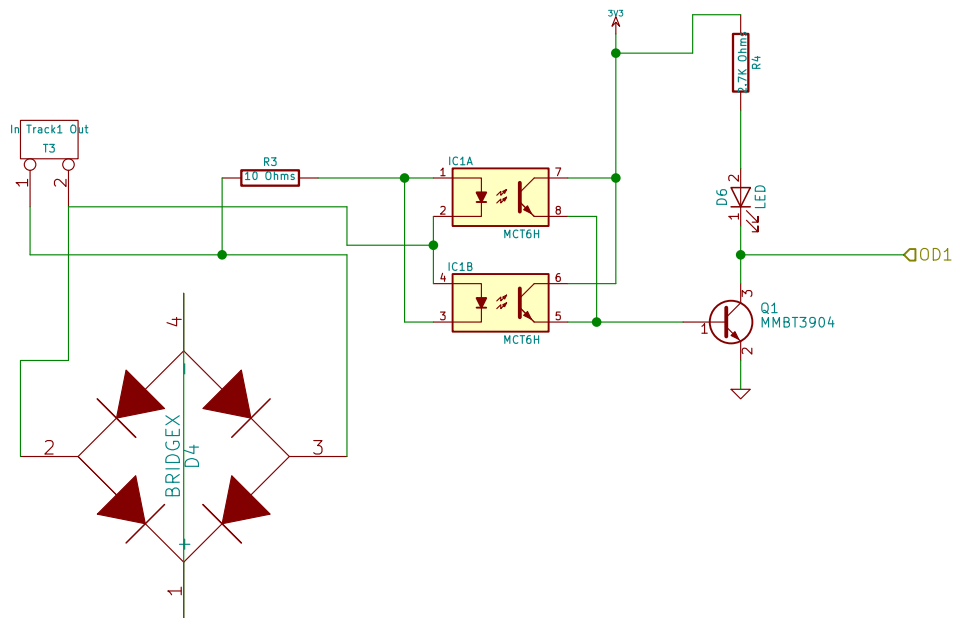 3V3
2.7K Ohms
R4
In Track1 Out
T3
1
2
R3
10 Ohms
IC1A
1
2
7
8
MCT6H
IC1B
4
3
6
5
MCT6H
D6
2
1
LED
OD1
3
1
2
Q1
MMBT3904
4
2
3
1
-
+
BRIDGEX
D4